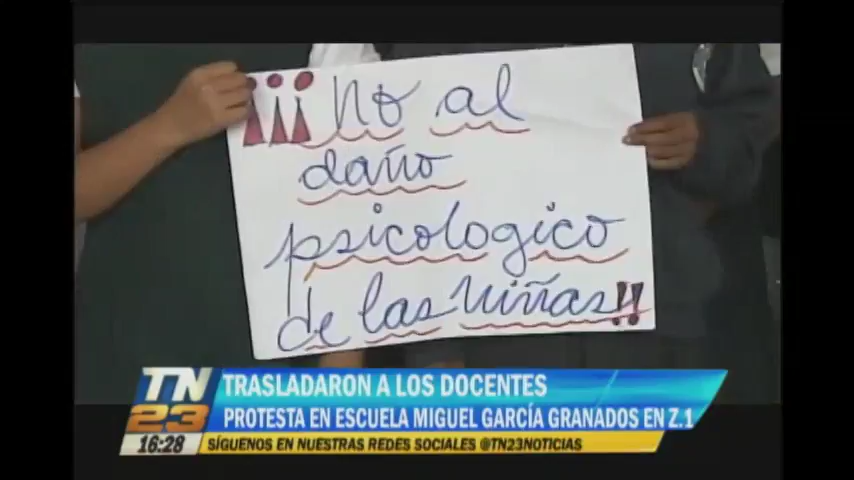 ¡¡¡No al
daño
psicologico
de las niñas!!
TN
23
16:28
TRASLADARON A LOS DOCENTES
PROTESTA EN ESCUELA MIGUEL GARCÍA GRANADOS EN Z.1
SÍGUENOS EN NUESTRAS REDES SOCIALES @TN23NOTICIAS